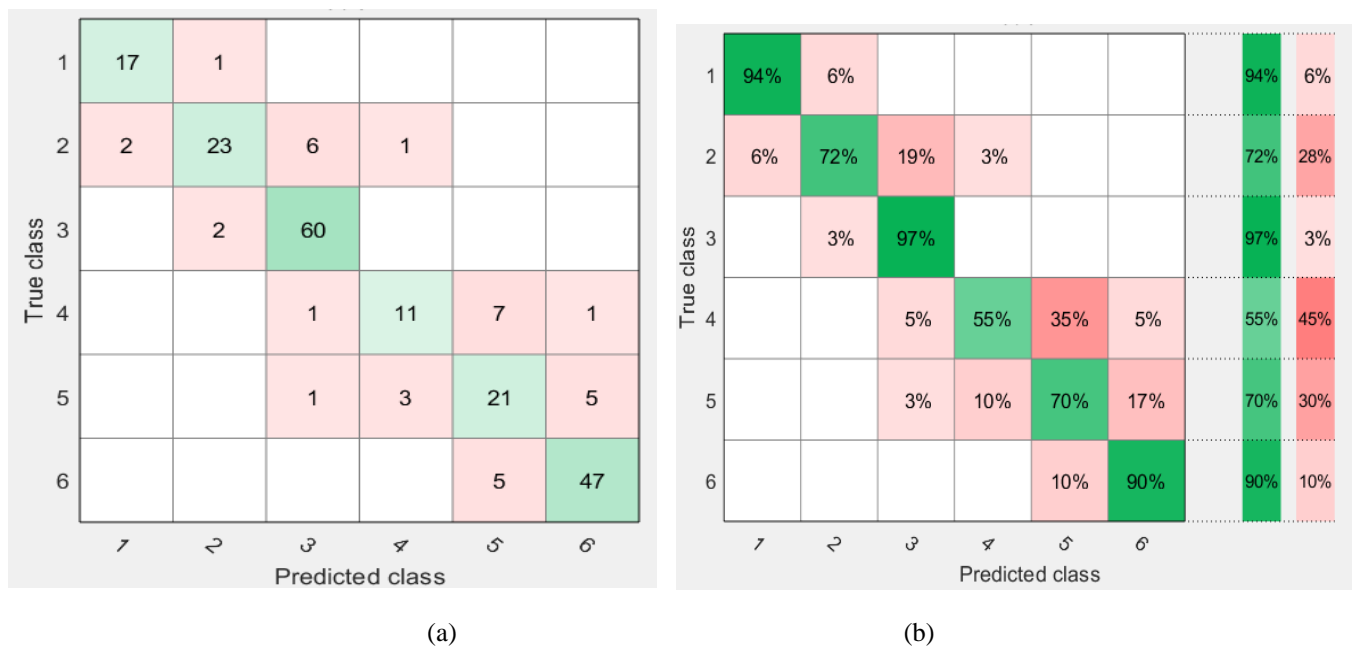 1 17 1
2 2 23 6 1
3 2 60
4 1 11 7 1
5 1 3 21 5
6 5 47
1 2 3 4 5 6
True class
Predicted class
(a)
1 94% 6% 94% 6%
2 6% 72% 19% 3% 72% 28%
3 3% 97% 97% 3%
4 5% 55% 35% 5% 55% 45%
5 3% 10% 70% 17% 70% 30%
6 10% 90% 90% 10%
1 2 3 4 5 6
True class
Predicted class
(b)